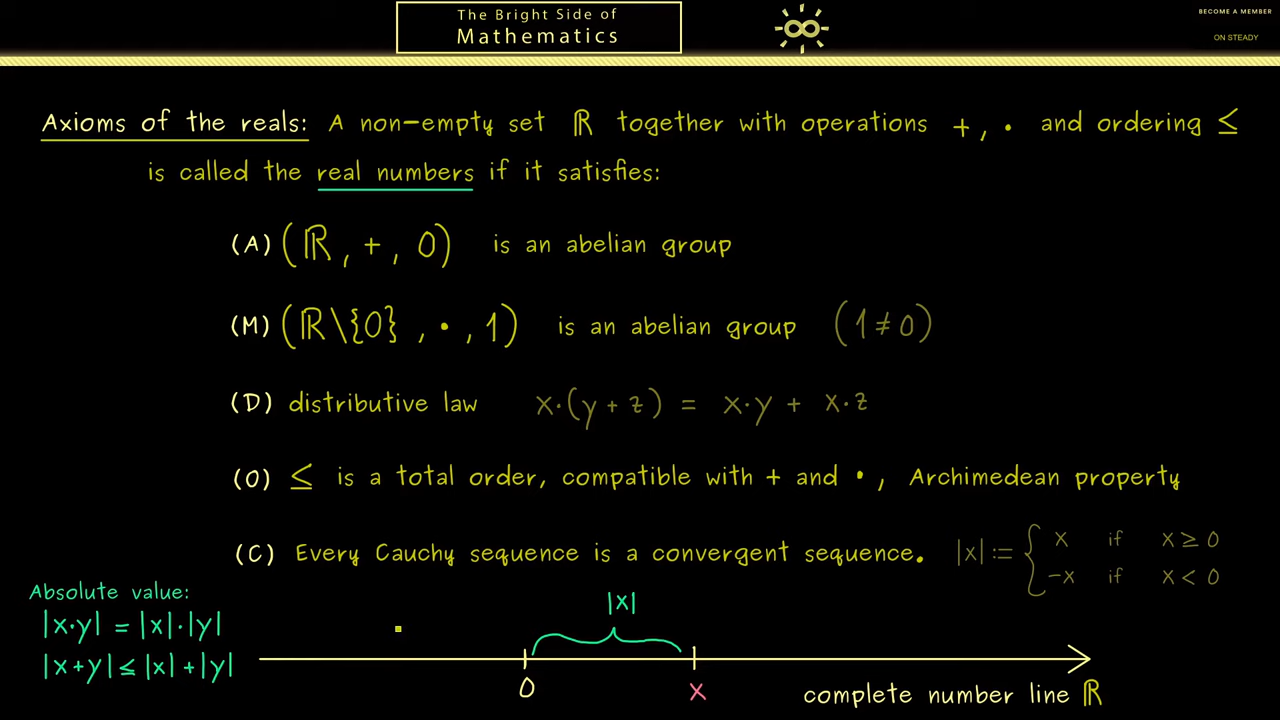 The Bright Side of
Mathematics
BECOME A MEMBER
ON STEADY
Axioms of the reals: A non-empty set ℝ together with operations +, · and ordering ≤
is called the real numbers if it satisfies:
(A) (ℝ, +, 0) is an abelian group
(M) (ℝ\{0}, ·, 1) is an abelian group (1 ≠ 0)
(D) distributive law x·(y + z) = x·y + x·z
(O) ≤ is a total order, compatible with + and ·, Archimedean property
(C) Every Cauchy sequence is a convergent sequence. |x| := { x if x ≥ 0
-x if x < 0
Absolute value:
|x·y| = |x|·|y|
|x+y| ≤ |x| + |y|
|x|
0 x complete number line ℝ